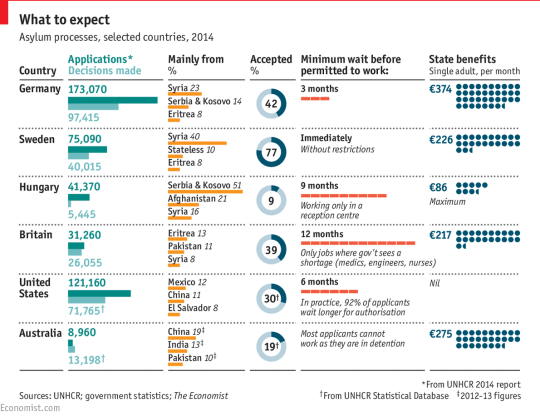 What to expect
Asylum processes, selected countries, 2014
Country
Applications*
Decisions made
Mainly from
%
Accepted
%
Minimum wait before
permitted to work:
State benefits
Single adult, per month
Germany
173,070
97,415
Syria 23
Serbia & Kosovo 14
Eritrea 8
42
3 months
€374
Sweden
75,090
40,015
Syria 40
Stateless 10
Eritrea 8
77
Immediately
Without restrictions
€226
Hungary
41,370
5,445
Serbia & Kosovo 51
Afghanistan 21
Syria 16
9
9 months
Working only in a
reception centre
€86
Maximum
Britain
31,260
26,055
Eritrea 13
Pakistan 11
Syria 8
39
12 months
Only jobs where gov't sees a
shortage (medics, engineers, nurses)
€217
United
States
121,160
71,765†
Mexico 12
China 11
El Salvador 8
30†
6 months
In practice, 92% of applicants
wait longer for authorisation
Nil
Australia
8,960
13,198†
China 19‡
India 13‡
Pakistan 10‡
19†
Most applicants cannot
work as they are in detention
€275
*From UNHCR 2014 report
Sources: UNHCR; government statistics; The Economist
†From UNHCR Statistical Database ‡2012-13 figures
Economist.com